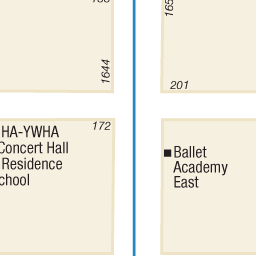 1644
201
172
HA-YWHA
Concert Hall
Residence
chool
Ballet
Academy
East